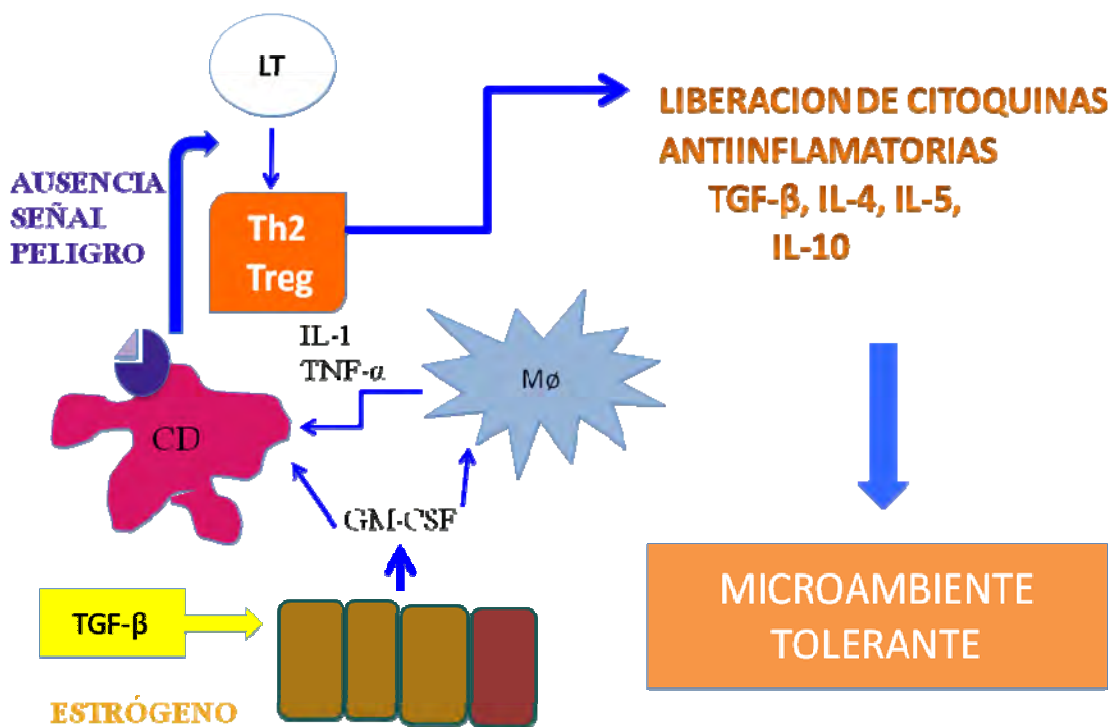 LT
LIBERACION DE CITOQUINAS
ANTIINFLAMATORIAS
TGF-β, IL-4, IL-5,
IL-10
AUSENCIA
SEÑAL
PELIGRO
Th2
Treg
IL-1
TNF-α
Mø
CD
GM-CSF
TGF-β
ESTRÓGENO
MICROAMBIENTE
TOLERANTE